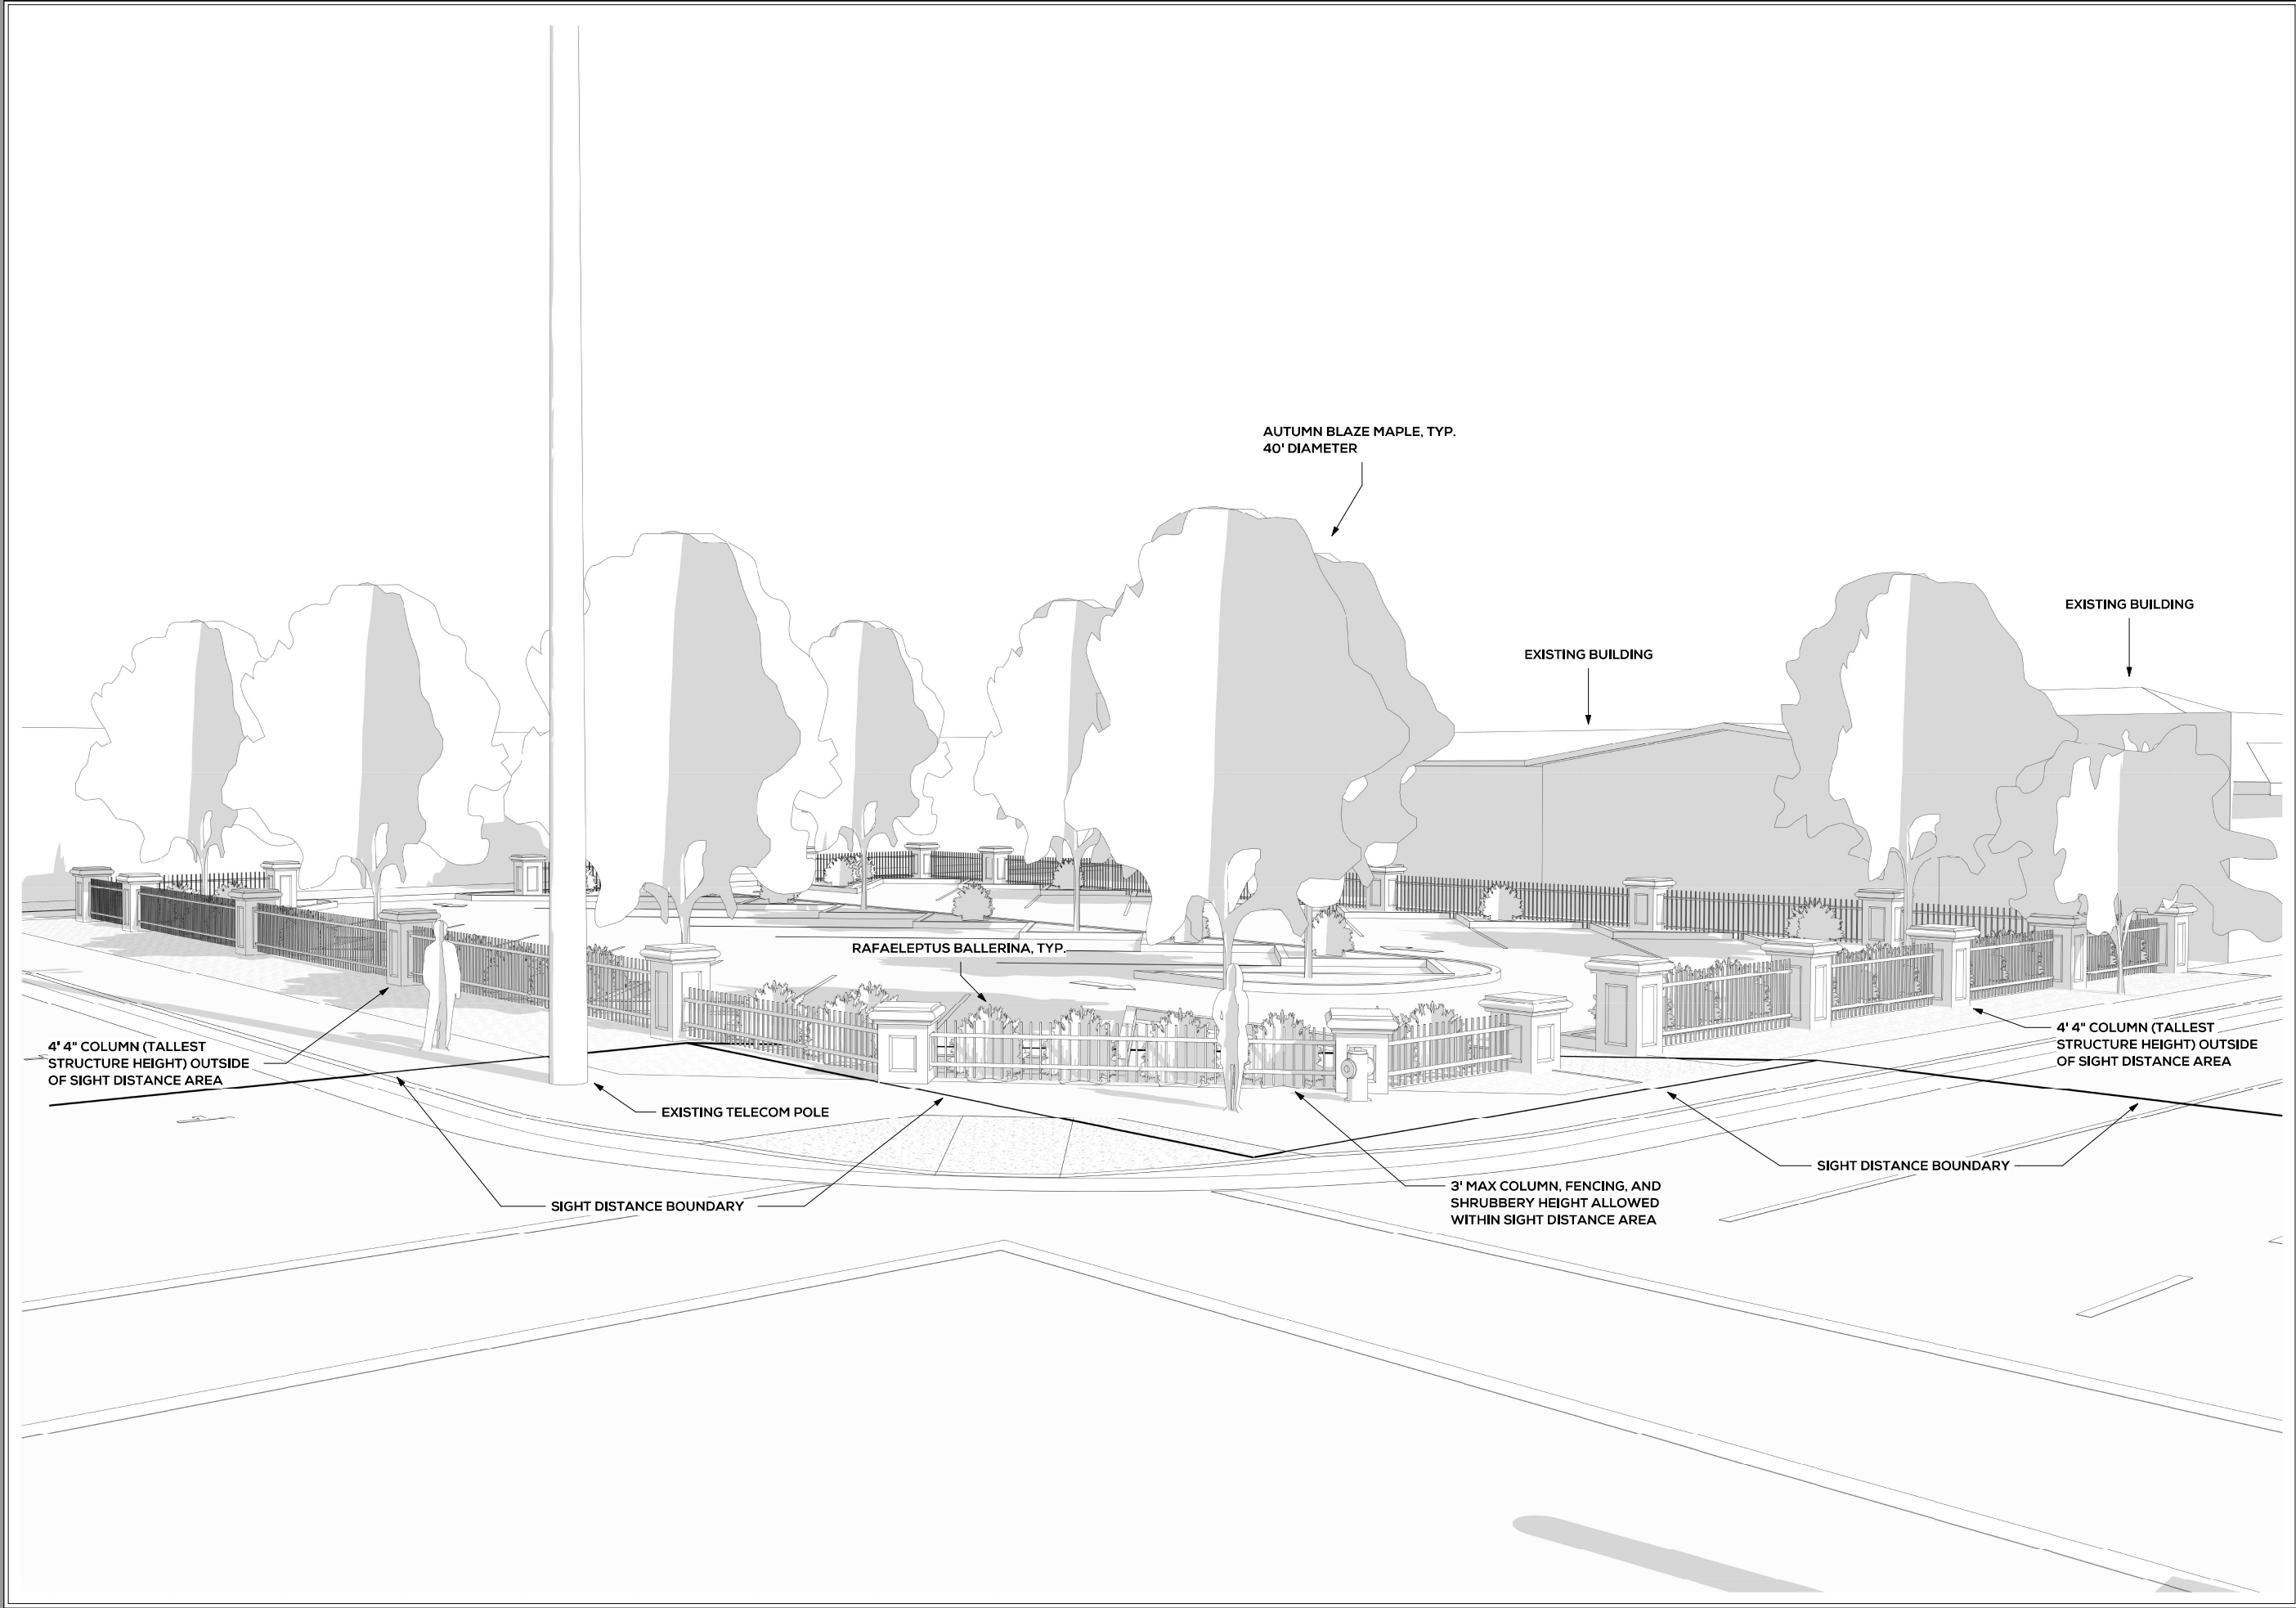 AUTUMN BLAZE MAPLE, TYP.
40' DIAMETER
EXISTING BUILDING
EXISTING BUILDING
RAFAELEPTUS BALLERINA, TYP.
4' 4" COLUMN (TALLEST
STRUCTURE HEIGHT) OUTSIDE
OF SIGHT DISTANCE AREA
4' 4" COLUMN (TALLEST
STRUCTURE HEIGHT) OUTSIDE
OF SIGHT DISTANCE AREA
EXISTING TELECOM POLE
SIGHT DISTANCE BOUNDARY
SIGHT DISTANCE BOUNDARY
3' MAX COLUMN, FENCING, AND
SHRUBBERY HEIGHT ALLOWED
WITHIN SIGHT DISTANCE AREA